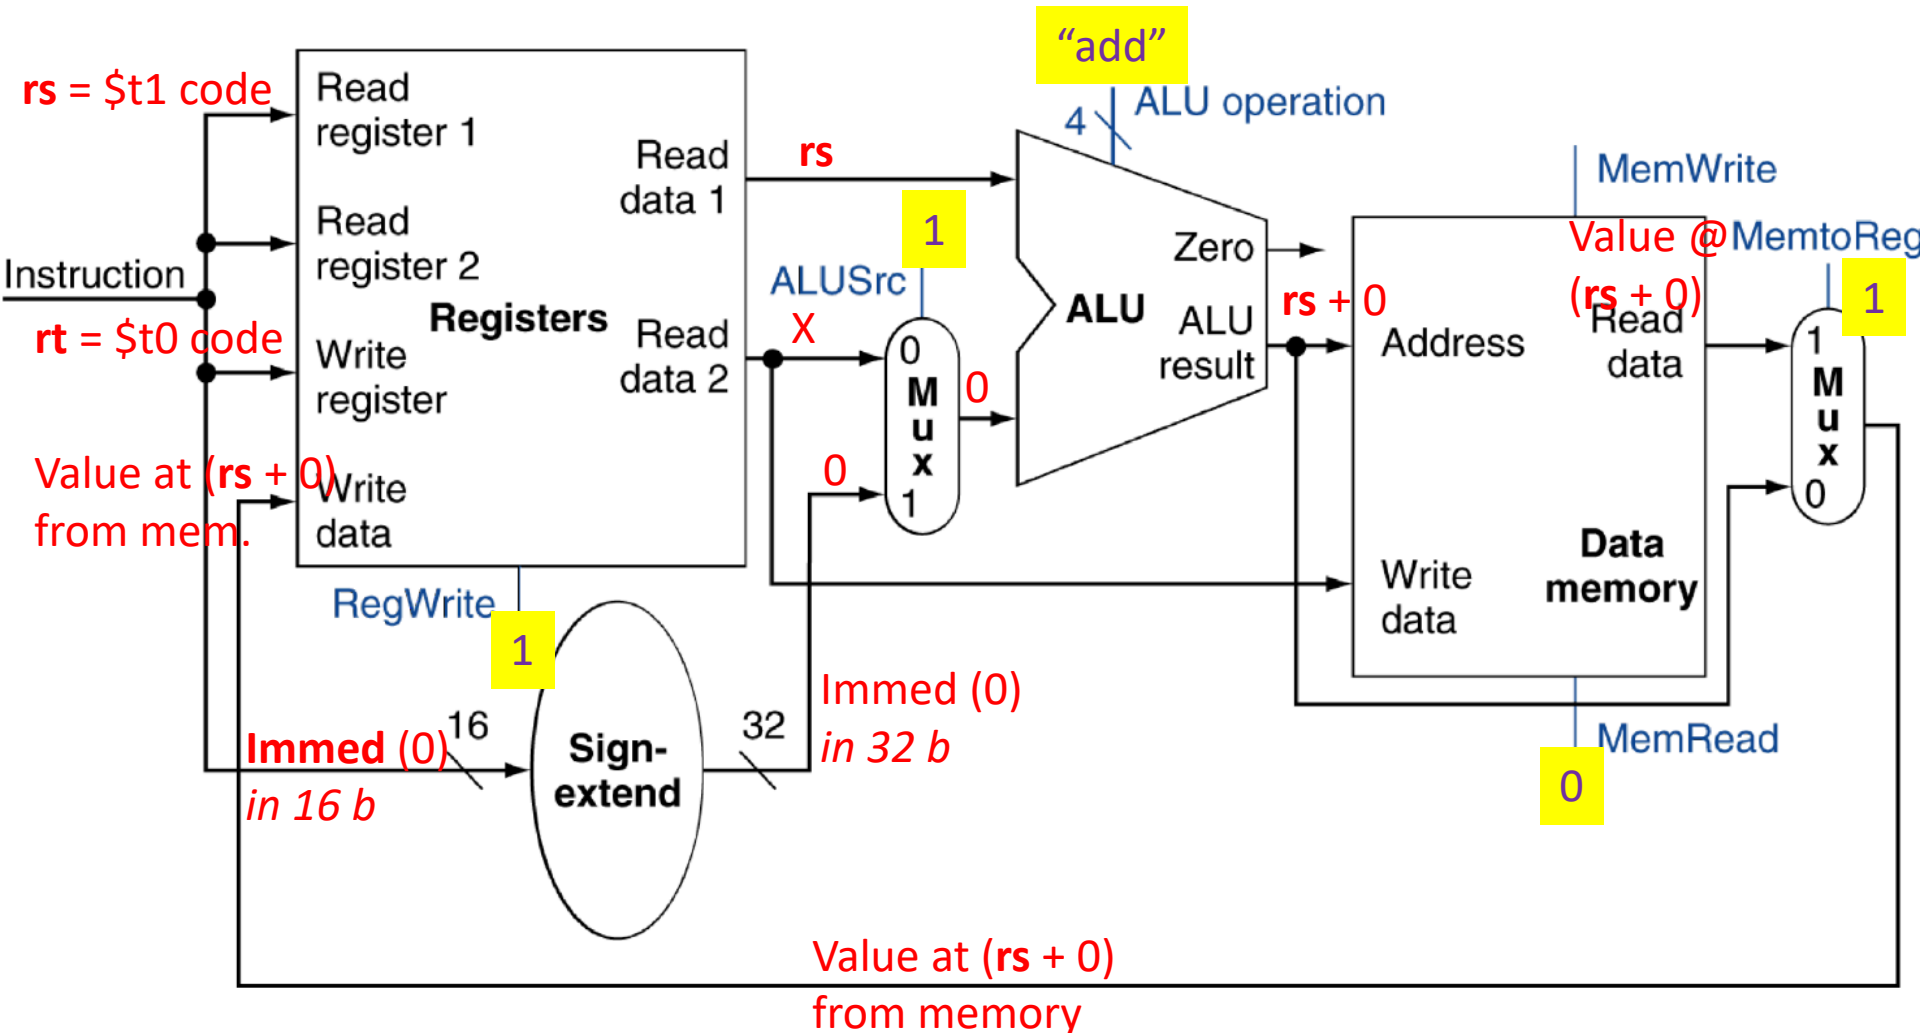 “add”
rs = $t1 code
Read
register 1
4
ALU operation
Read
data 1
rs
MemWrite
Read
register 2
1
Zero
Value @
MemtoReg
Instruction
ALUSrc
(rs + 0)
1
rt = $t0 code
Registers
Read
data 2
X
0
M
u
x
1
0
ALU
ALU
result
rs + 0
Address
Read
data
1
M
u
x
0
Write
register
Value at (rs + 0)
from mem.
Write
data
0
Data
memory
Write
data
RegWrite
1
Immed (0)
in 32 b
16
Immed (0)
in 16 b
Sign-
extend
32
MemRead
0
Value at (rs + 0)
from memory